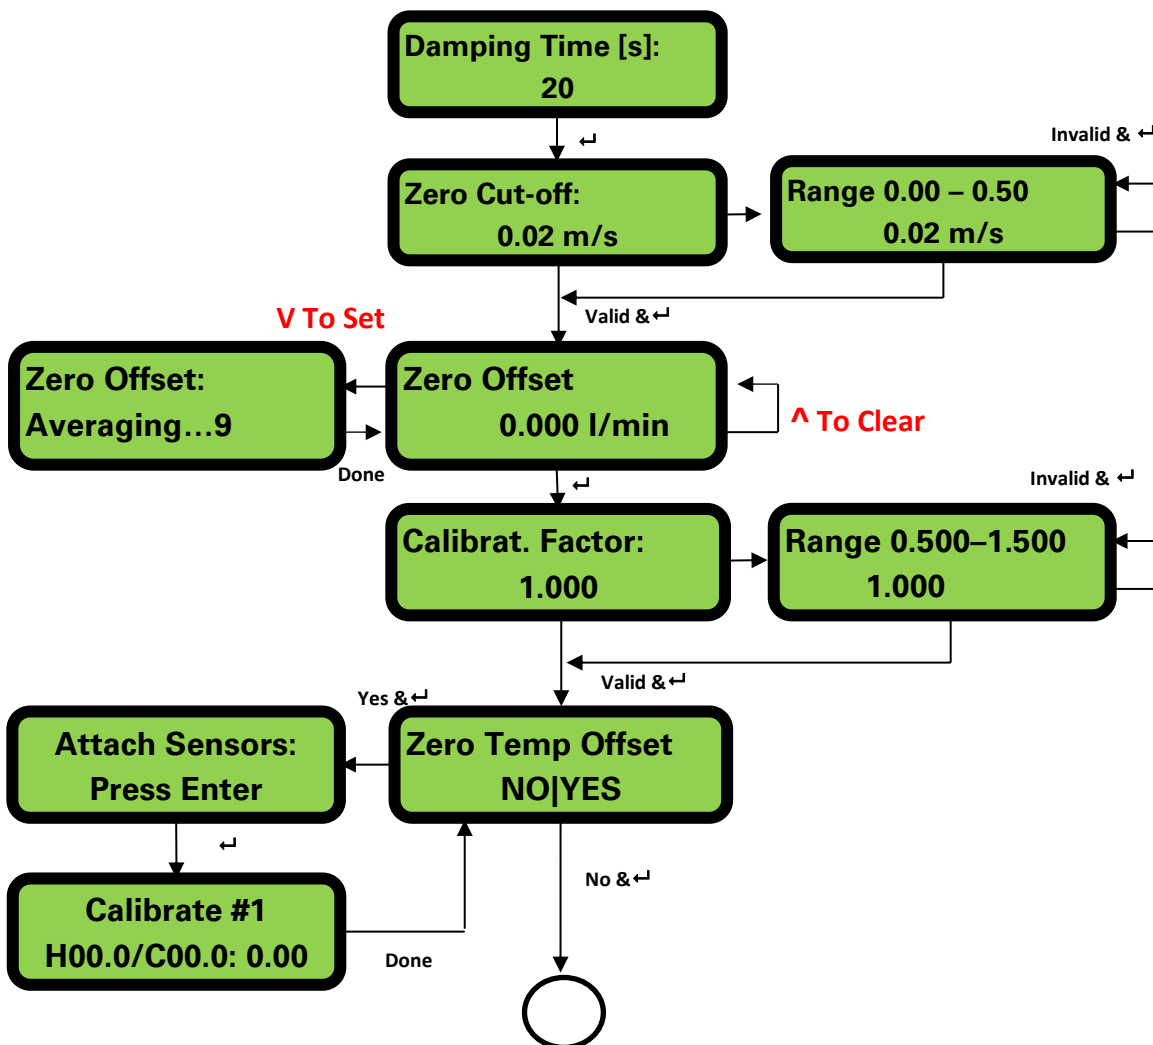 Damping Time [s]:
20
↵
Invalid & ↵
Zero Cut-off:
0.02 m/s
Range 0.00 – 0.50
0.02 m/s
Valid & ↵
V To Set
Zero Offset:
Averaging...9
Zero Offset
0.000 l/min
^ To Clear
Done
↵
Invalid & ↵
Calibrat. Factor:
1.000
Range 0.500–1.500
1.000
Valid & ↵
Yes & ↵
Attach Sensors:
Press Enter
Zero Temp Offset
NO|YES
↵
No & ↵
Calibrate #1
H00.0/C00.0: 0.00
Done